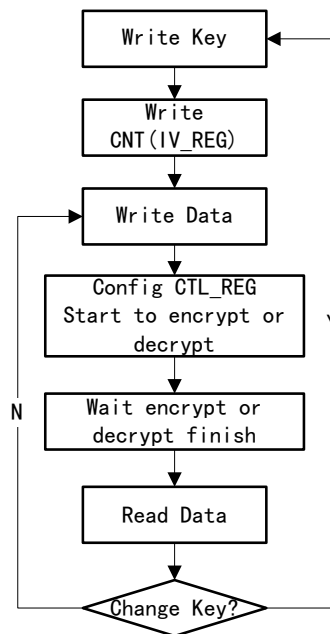 Write Key
Write
CNT(IV_REG)
Write Data
Config CTL_REG
Start to encrypt or
decrypt
N
Wait encrypt or
decrypt finish
Read Data
Change Key?